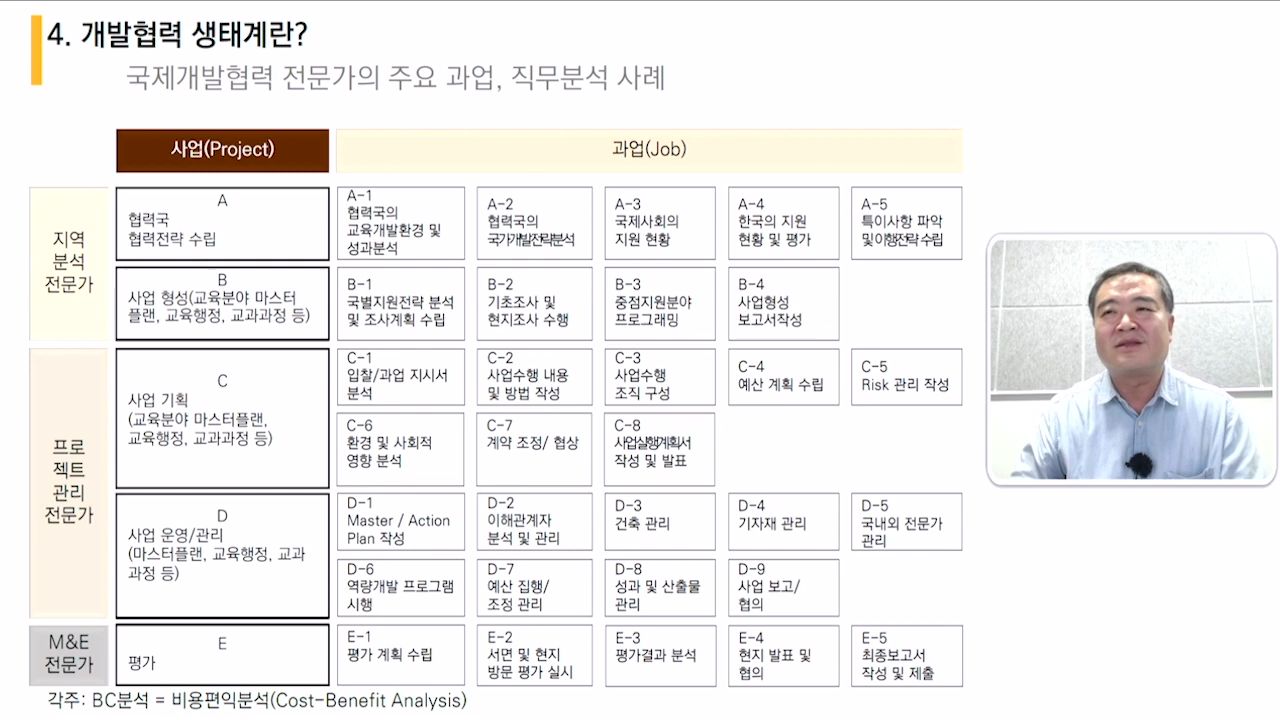 4. 개발협력 생태계란?
국제개발협력 전문가의 주요 과업, 직무분석 사례
사업(Project)
과업(Job)
지역
분석
전문가
A
협력국
협력전략 수립
A-1
협력국의
교육개발환경 및
성과분석
A-2
협력국의
국가개발전략분석
A-3
국제사회의
지원 현황
A-4
한국의 지원
현황 및 평가
A-5
특이사항 파악
및 이행전략 수립
B
사업 형성(교육분야 마스터
플랜, 교육행정, 교과과정 등)
B-1
국별지원전략 분석
및 조사계획 수립
B-2
기초조사 및
현지조사 수행
B-3
중점지원분야
프로그래밍
B-4
사업형성
보고서작성
프로
젝트
관리
전문가
C
사업 기획
(교육분야 마스터플랜,
교육행정, 교과과정 등)
C-1
입찰/과업 지시서
분석
C-2
사업수행 내용
및 방법 작성
C-3
사업수행
조직 구성
C-4
예산 계획 수립
C-5
Risk 관리 작성
C-6
환경 및 사회적
영향 분석
C-7
계약 조정/ 협상
C-8
사업실행계획서
작성 및 발표
D
사업 운영/관리
(마스터플랜, 교육행정, 교과
과정 등)
D-1
Master / Action
Plan 작성
D-2
이해관계자
분석 및 관리
D-3
건축 관리
D-4
기자재 관리
D-5
국내외 전문가
관리
D-6
역량개발 프로그램
시행
D-7
예산 집행/
조정 관리
D-8
성과 및 산출물
관리
D-9
사업 보고/
협의
M&E
전문가
E
평가
E-1
평가 계획 수립
E-2
서면 및 현지
방문 평가 실시
E-3
평가결과 분석
E-4
현지 발표 및
협의
E-5
최종보고서
작성 및 제출
각주: BC분석 = 비용편익분석(Cost-Benefit Analysis)